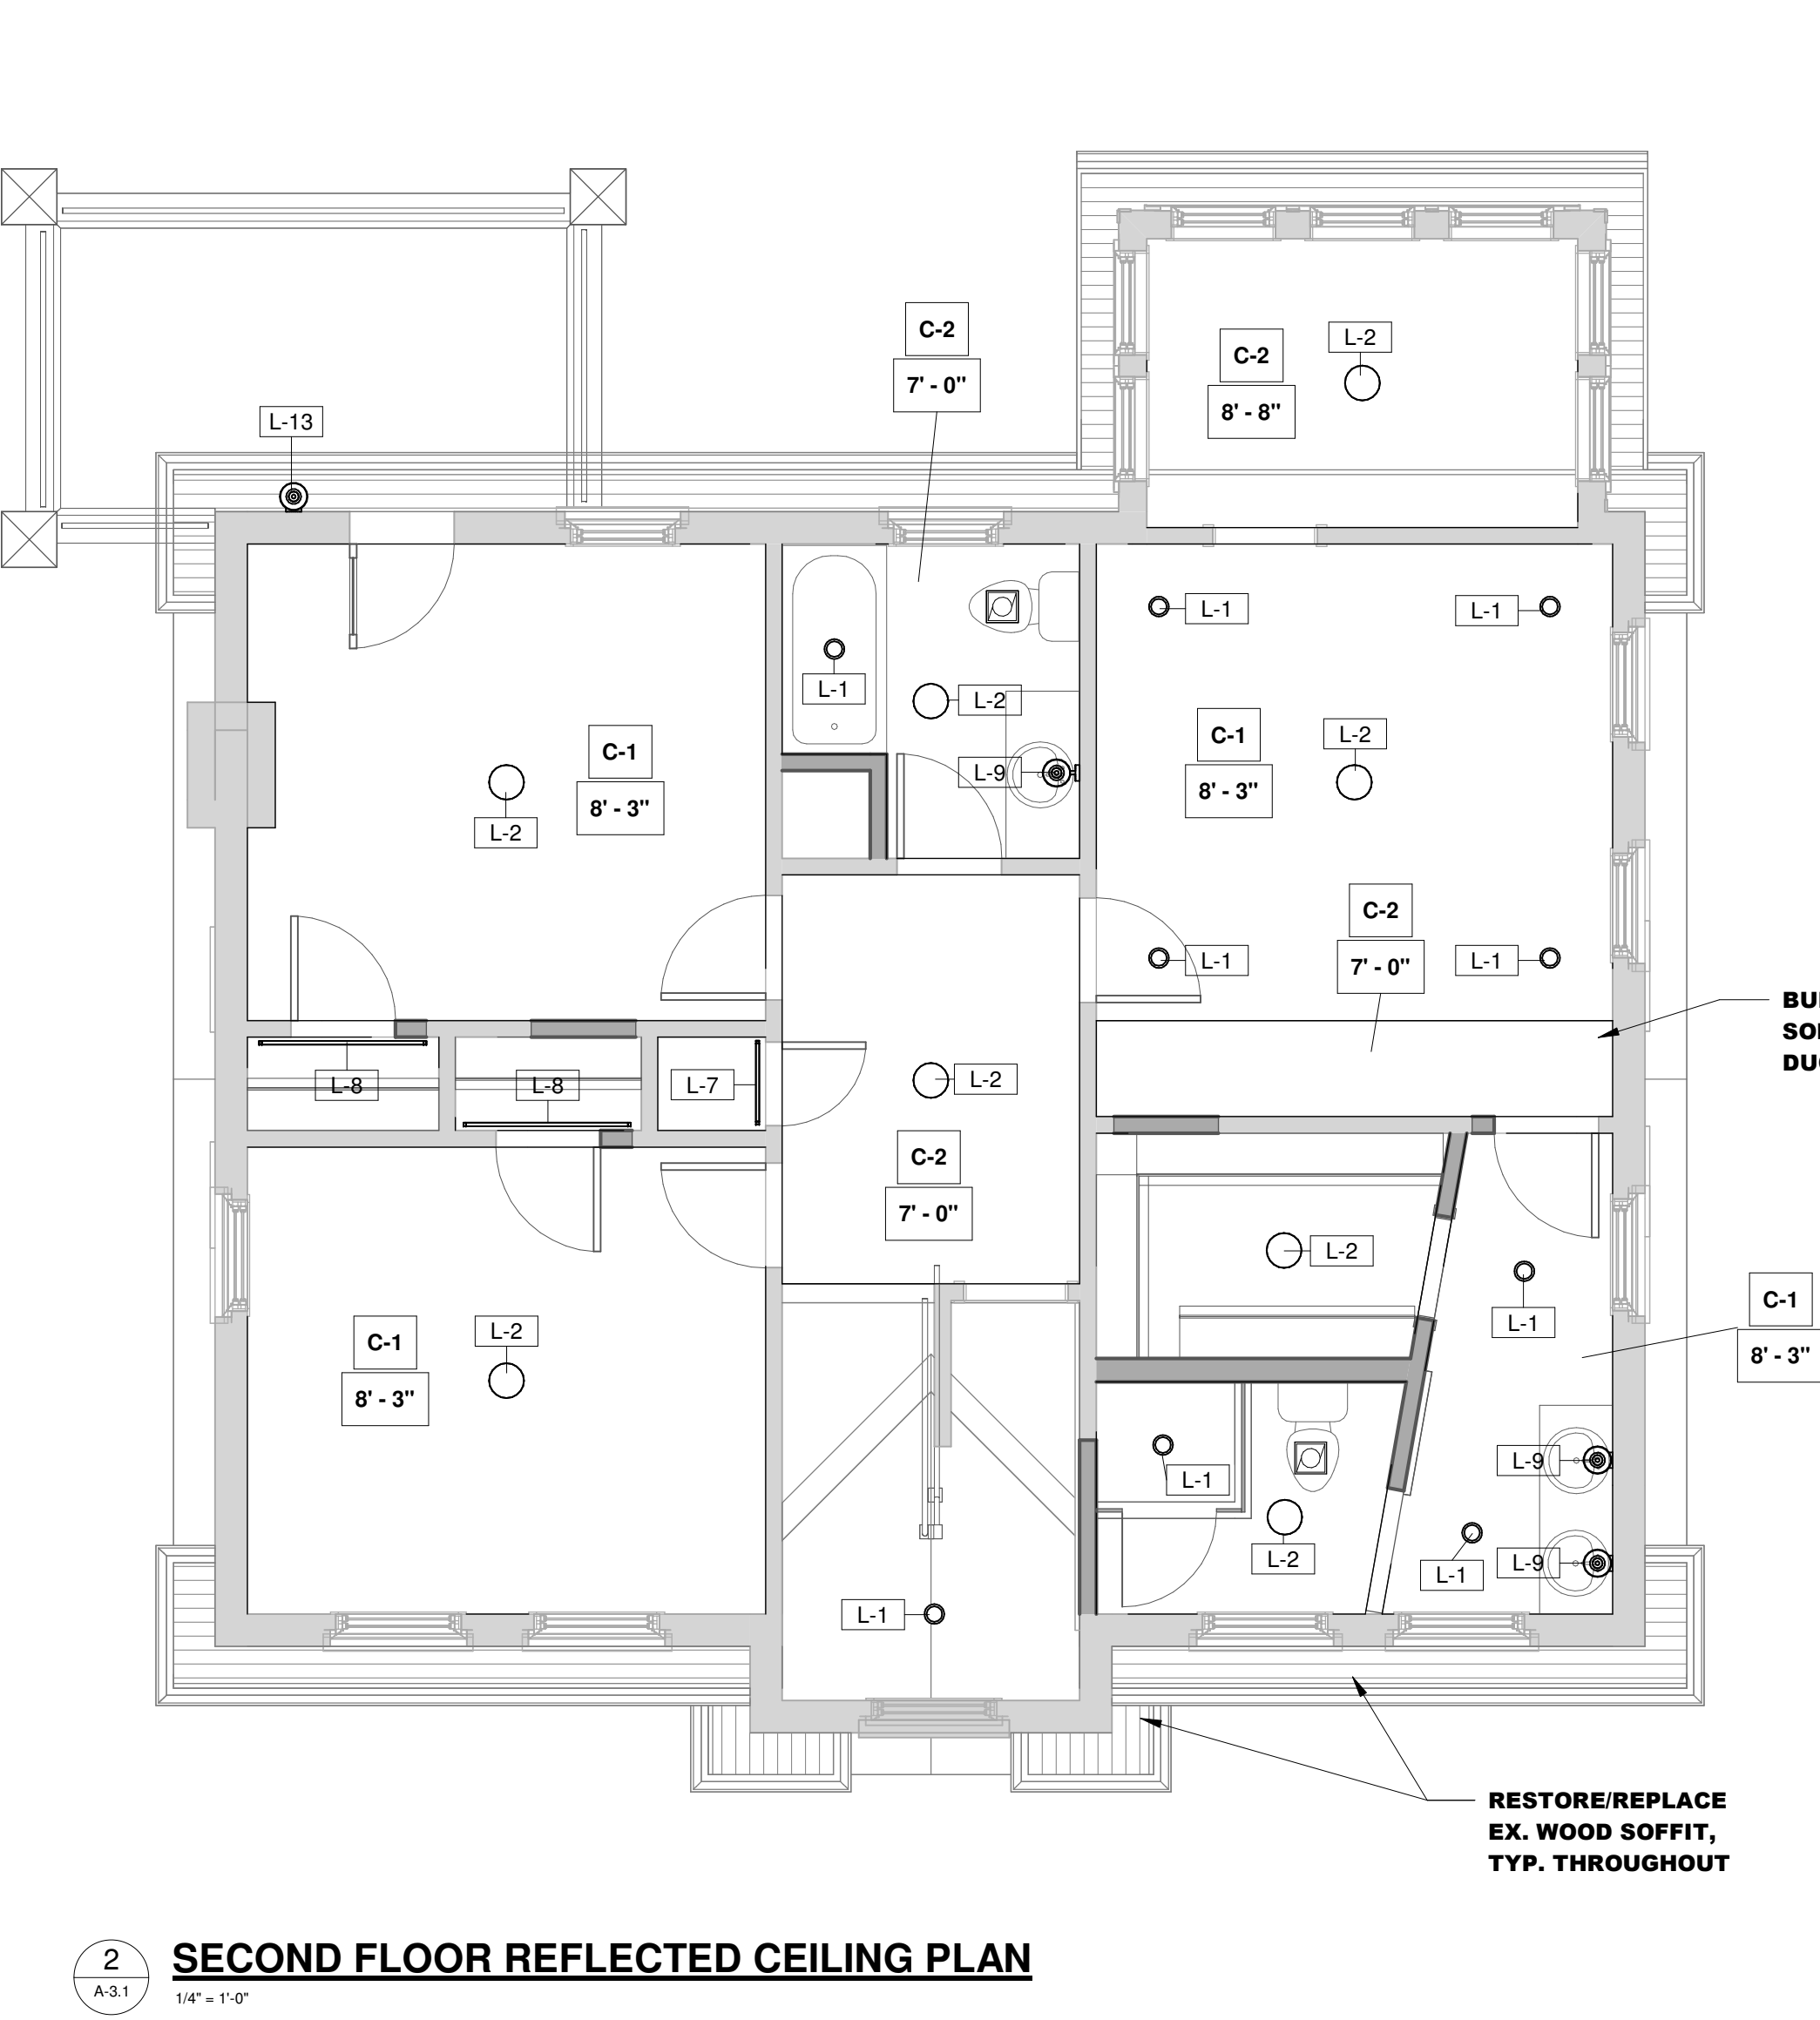 C-2
7' - 0"
L-2
C-2
8' - 8"
L-13
L-1
L-1
L-1
L-2
C-1
8' - 3"
L-2
C-1
8' - 3"
L-2
L-9
C-2
7' - 0"
L-1
L-1
BU
SO
DU
L-8
L-8
L-7
L-2
C-2
7' - 0"
L-2
L-1
C-1
8' - 3"
L-2
C-1
8' - 3"
L-1
L-9
L-2
L-1
L-9
L-1
RESTORE/REPLACE
EX. WOOD SOFFIT,
TYP. THROUGHOUT
2
A-3.1
SECOND FLOOR REFLECTED CEILING PLAN
1/4" = 1'-0"